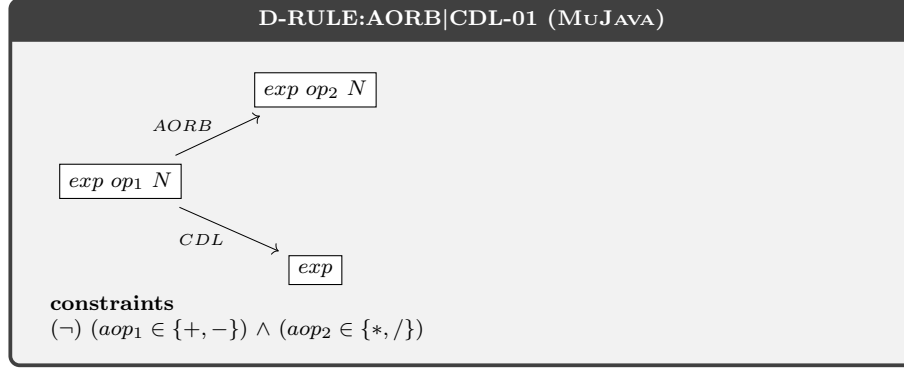 D-RULE:AORB|CDL-01 (MUJAVA)
exp op₂ N
AORB
exp op₁ N
CDL
exp
constraints
(¬) (aop₁ ∈ {+, −}) ∧ (aop₂ ∈ {∗, /})